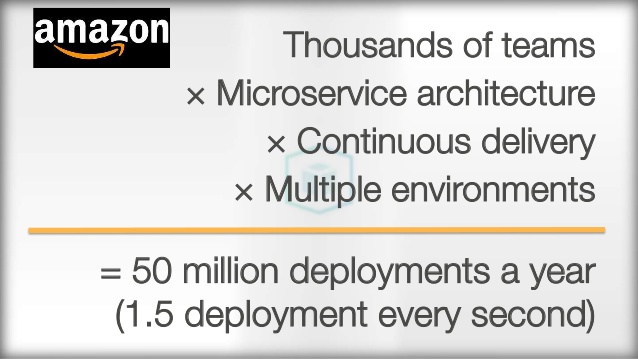 amazon
Thousands of teams
× Microservice architecture
× Continuous delivery
× Multiple environments
= 50 million deployments a year
(1.5 deployment every second)